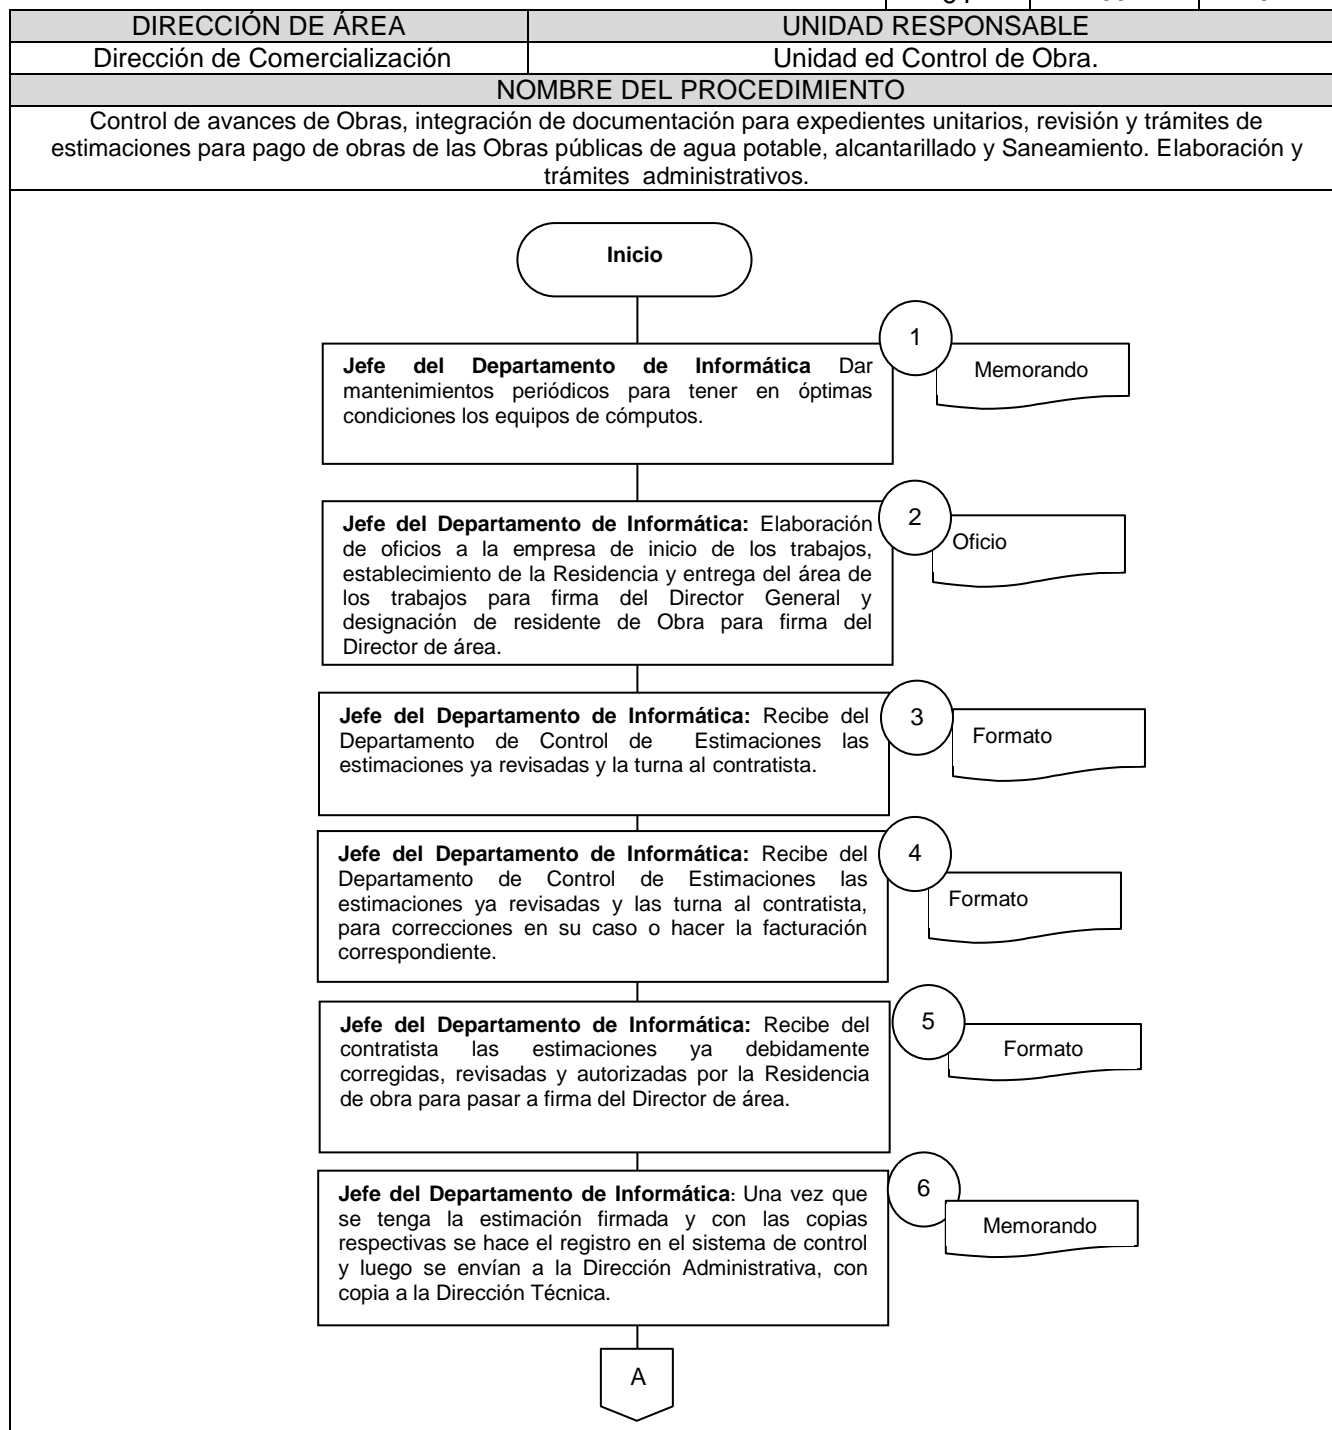 DIRECCIÓN DE ÁREA
UNIDAD RESPONSABLE
Dirección de Comercialización
Unidad ed Control de Obra.
NOMBRE DEL PROCEDIMIENTO
Control de avances de Obras, integración de documentación para expedientes unitarios, revisión y trámites de
estimaciones para pago de obras de las Obras públicas de agua potable, alcantarillado y Saneamiento. Elaboración y
trámites administrativos.
Inicio
1
Memorando
Jefe del Departamento de Informática Dar
mantenimientos periódicos para tener en óptimas
condiciones los equipos de cómputos.
2
Oficio
Jefe del Departamento de Informática: Elaboración
de oficios a la empresa de inicio de los trabajos,
establecimiento de la Residencia y entrega del área de
los trabajos para firma del Director General y
designación de residente de Obra para firma del
Director de área.
3
Formato
Jefe del Departamento de Informática: Recibe del
Departamento de Control de Estimaciones las
estimaciones ya revisadas y la turna al contratista.
4
Formato
Jefe del Departamento de Informática: Recibe del
Departamento de Control de Estimaciones las
estimaciones ya revisadas y las turna al contratista,
para correcciones en su caso o hacer la facturación
correspondiente.
5
Formato
Jefe del Departamento de Informática: Recibe del
contratista las estimaciones ya debidamente
corregidas, revisadas y autorizadas por la Residencia
de obra para pasar a firma del Director de área.
6
Memorando
Jefe del Departamento de Informática: Una vez que
se tenga la estimación firmada y con las copias
respectivas se hace el registro en el sistema de control
y luego se envían a la Dirección Administrativa, con
copia a la Dirección Técnica.
A